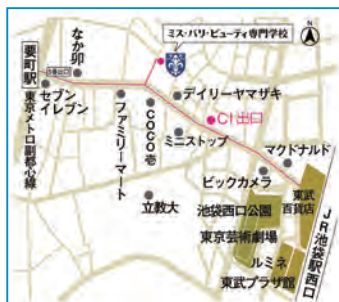 ミス・パリ・ビューティ専門学校
N
なか卯
要町駅
5番出口
セブン
イレブン
東京メトロ副都心線
ファミリーマート
COCO壱
デイリーヤマザキ
C1出口
ミニストップ
マクドナルド
ビックカメラ
立教大
池袋西口公園
東武
百貨店
東京芸術劇場
ルミネ
東武プラザ館
JR池袋駅西口